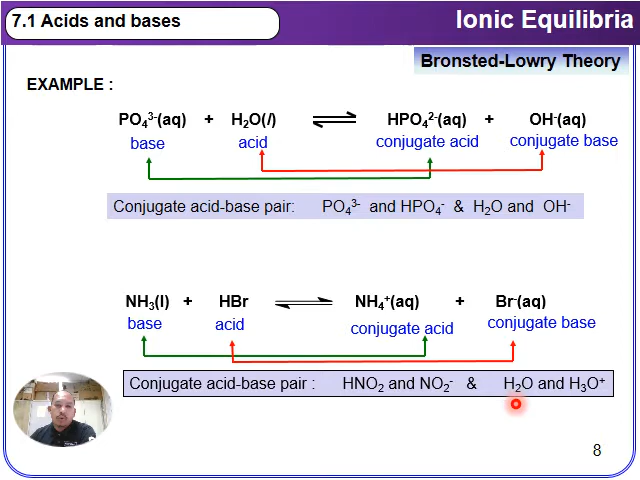 7.1 Acids and bases
Ionic Equilibria
Bronsted-Lowry Theory
EXAMPLE :
PO₄³⁻(aq) + H₂O(l) ⇌ HPO₄²⁻(aq) + OH⁻(aq)
base acid conjugate acid conjugate base
Conjugate acid-base pair: PO₄³⁻ and HPO₄⁻ & H₂O and OH⁻
NH₃(l) + HBr ⇌ NH₄⁺(aq) + Br⁻(aq)
base acid conjugate acid conjugate base
Conjugate acid-base pair : HNO₂ and NO₂⁻ & H₂O and H₃O⁺
8